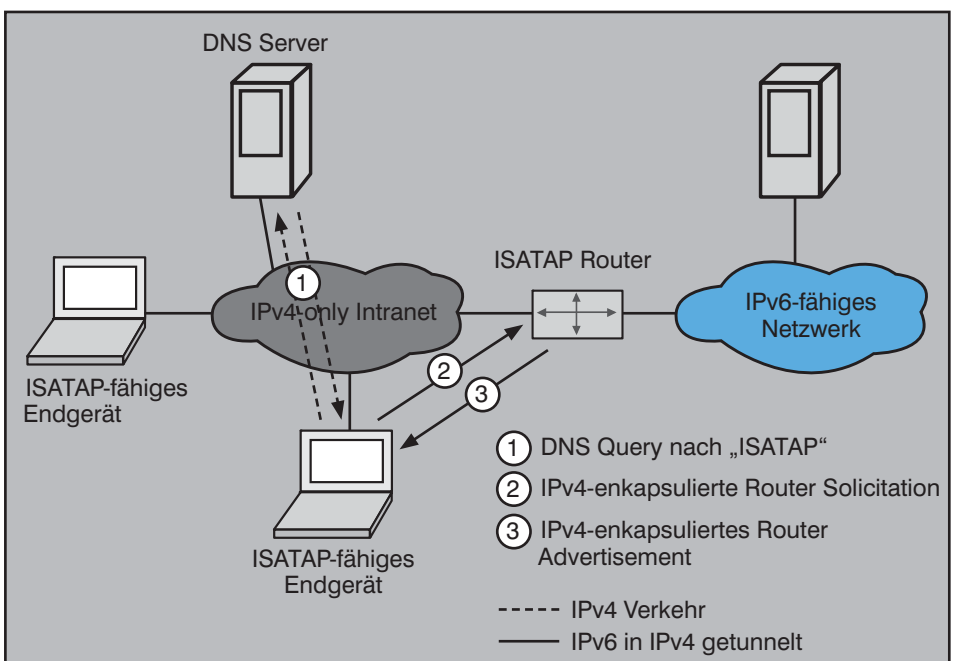 DNS Server
ISATAP Router
1
IPv4-only Intranet
IPv6-fähiges
Netzwerk
ISATAP-fähiges
Endgerät
2
3
ISATAP-fähiges
Endgerät
1 DNS Query nach „ISATAP“
2 IPv4-enkapsulierte Router Solicitation
3 IPv4-enkapsuliertes Router
Advertisement
IPv4 Verkehr
IPv6 in IPv4 getunnelt